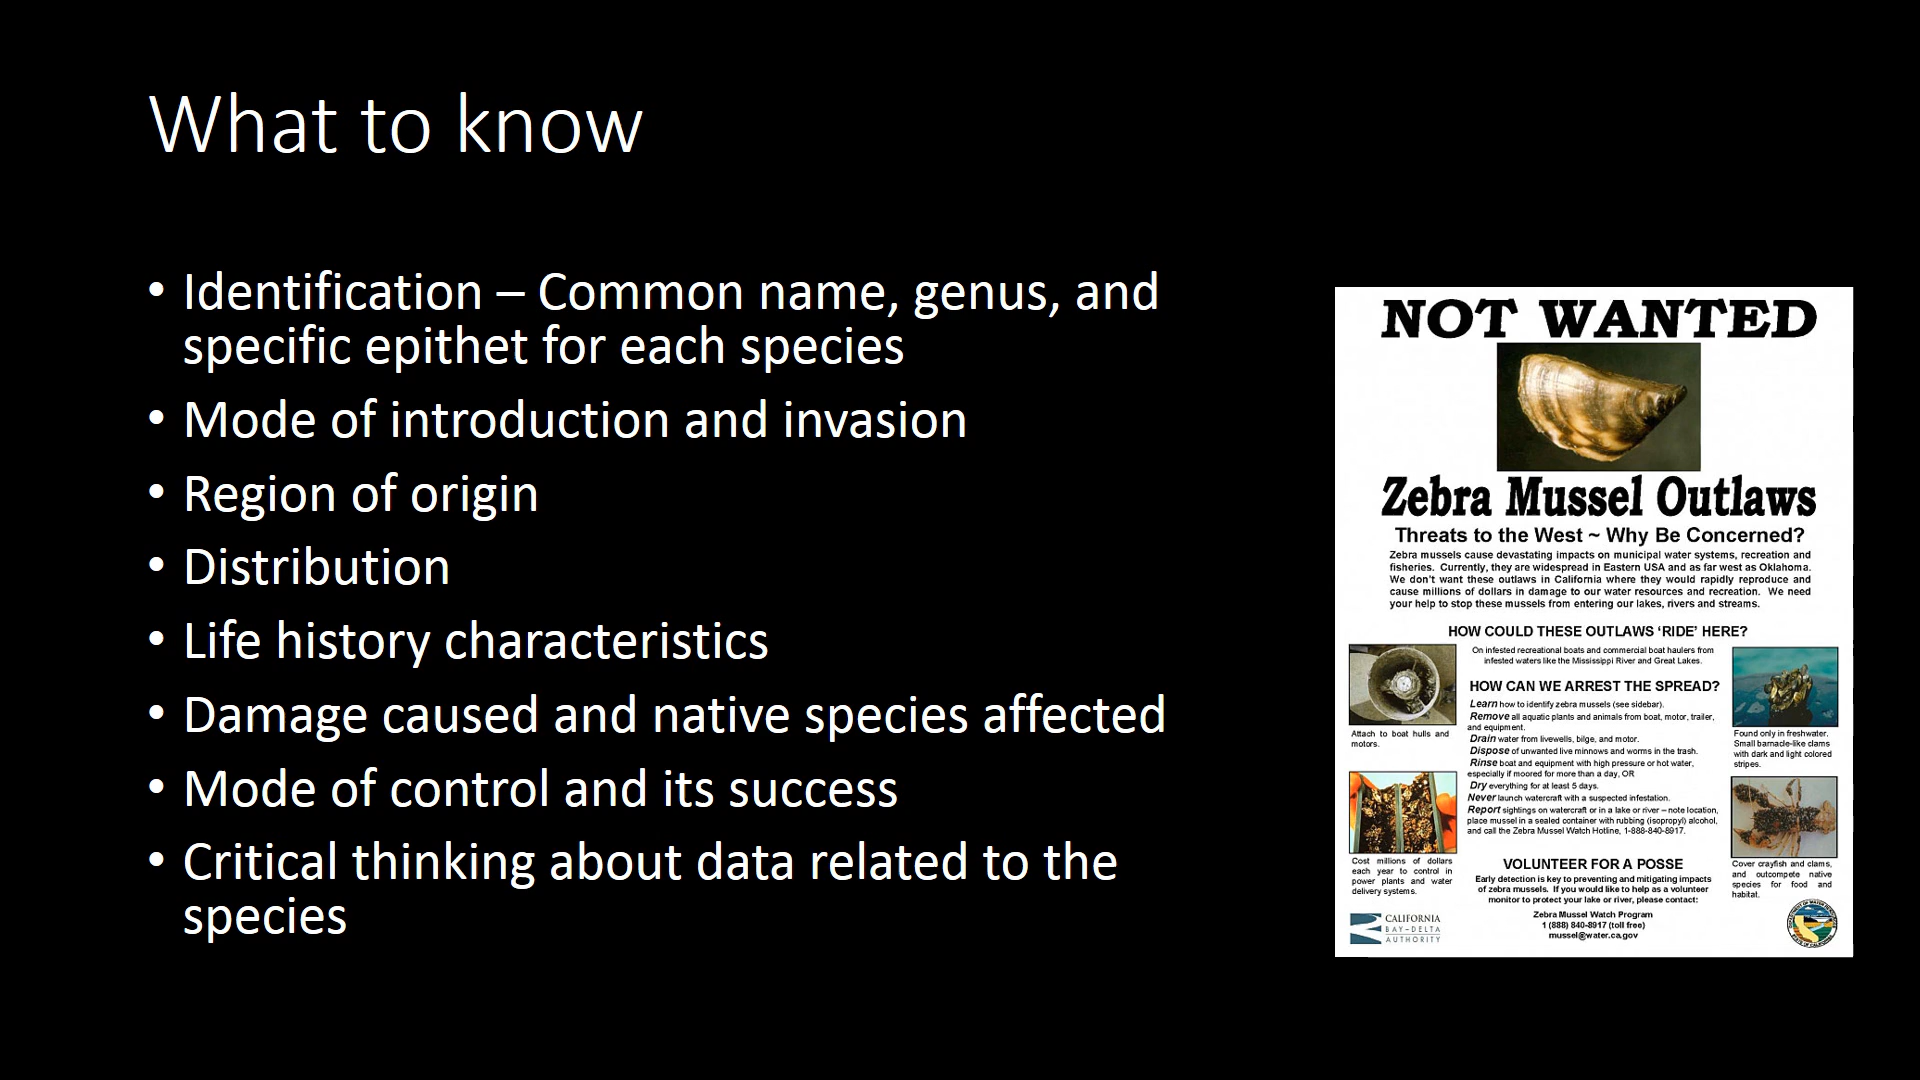 What to know
• Identification – Common name, genus, and
specific epithet for each species
• Mode of introduction and invasion
• Region of origin
• Distribution
• Life history characteristics
• Damage caused and native species affected
• Mode of control and its success
• Critical thinking about data related to the
species
NOT WANTED
Zebra Mussel Outlaws
Threats to the West ~ Why Be Concerned?
Zebra mussels cause devastating impacts on municipal water systems, recreation and
fisheries. Currently, they are widespread in Eastern USA and as far west as Oklahoma.
We don't want these outlaws in California where they would rapidly reproduce and
cause millions of dollars in damage to our water resources and recreation. We need
your help to stop these mussels from entering our lakes, rivers and streams.
HOW COULD THESE OUTLAWS 'RIDE' HERE?
On infested recreational boats and commercial boat haulers from
infested waters like the Mississippi River and Great Lakes.
HOW CAN WE ARREST THE SPREAD?
Learn how to identify zebra mussels (see sidebar).
Remove all aquatic plants and animals from boat, motor, trailer,
and equipment.
Drain water from livewells, bilge, and motor.
Dispose of unwanted live minnows and worms in the trash.
Rinse boat and equipment with high pressure or hot water,
especially if moored for more than a day, OR
Dry everything for at least 5 days.
Never launch watercraft with a suspected infestation.
Report sightings on watercraft or in a lake or river – note location,
place mussel in a sealed container with rubbing (isopropyl) alcohol,
and call the Zebra Mussel Watch Hotline, 1-888-840-8917.
Attach to boat hulls and
motors.
Cost millions of dollars
each year to control in
power plants and water
delivery systems.
Found only in freshwater.
Small barnacle-like clams
with dark and light colored
stripes.
Cover crayfish and clams,
and outcompete native
species for food and
habitat.
VOLUNTEER FOR A POSSE
Early detection is key to preventing and mitigating impacts
of zebra mussels. If you would like to help as a volunteer
monitor to protect your lake or river, please contact:
Zebra Mussel Watch Program
1 (888) 840-8917 (toll free)
mussel@water.ca.gov
CALIFORNIA
BAY-DELTA
AUTHORITY